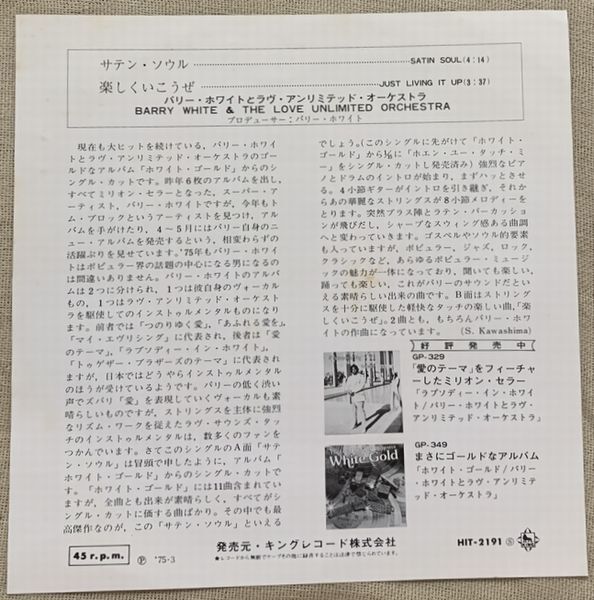 サテン・ソウル……SATIN SOUL(4:14)
楽しくいこうぜ……JUST LIVING IT UP(3:37)
バリー・ホワイトとラヴ・アンリミテッド・オーケストラ
BARRY WHITE & THE LOVE UNLIMITED ORCHESTRA
プロデューサー:バリー・ホワイト
現在も大ヒットを続けている,バリー・ホワイ
トとラヴ・アンリミテッド・オーケストラのゴー
ルドなアルバム「ホワイト・ゴールド」からのシ
ングル・カットです。昨年6枚のアルバムを出し,
すべてミリオン・セラーとなった,スーパー・ア
ーティスト,バリー・ホワイトですが,今年もト
ム・ブロックというアーティストを見つけ,アル
バムを手がけたり,4~5月にはバリー自身のニ
ュー・アルバムを発売するという,相変わらずの
活躍ぶりを見せています。'75年もバリー・ホワイ
トはポピュラー界の話題の中心になる男になるの
は間違いありません。バリー・ホワイトのアルバ
ムは2つに分けられ,1つは彼自身のヴォーカル
もの,1つはラヴ・アンリミテッド・オーケスト
ラを駆使してのインストゥルメンタルものになり
ます。前者では「つのりゆく愛」,「あふれる愛を」,
「マイ・エヴリシング」に代表され,後者は「愛
のテーマ」,「ラプソディー・イン・ホワイト」,「ト
ゥゲザー・ブラザーズのテーマ」に代表され
ますが,日本ではどうやらインストゥルメンタル
のほうが受けているようです。バリーの低く渋い
声でズバリ「愛」を表現していくヴォーカルも素
晴らしいものですが,ストリングスを主体に強烈
なリズム・ワークを捉えたラヴ・サウンズ・タッ
チのインストゥルメンタルは,数多くのファンを
つかんでいます。さてこのシングルのA面「サテ
ン・ソウル」は冒頭で申したように,アルバム「
ホワイト・ゴールド」からのシングル・カットで
す。「ホワイト・ゴールド」には11曲含まれていま
すが,全曲とも出来が素晴らしく,すべてがシ
ングル・カットに価する曲ばかり。その中でも最
高傑作なのが,この「サテン・ソウル」といえる
でしょう。(このシングルに先がけて「ホワイト・
ゴールド」から1/10に「ホエン・ユー・タッチ・ミ
ー」をシングル・カットし発売済み)強烈なピア
ノとドラムのイントロが始まり,まずハッとさせ
る。4小節ギターがイントロを引き継ぎ,それか
らあの華麗なストリングスが8小節メロディーを
とります。突然ブラス陣とラテン・パーカッショ
ンが飛びだし,シャープなスウィング感ある曲調
へと変わっていきます。ゴスペルやソウル的要素
も入っていますが,ポピュラー,ジャズ,ロック,
クラシックなど,あらゆるポピュラー・ミュージ
ックの魅力が一体になっており,聞いても楽しい,
踊っても楽しい,これがバリーのサウンドだとい
える素晴らしい出来の曲です。B面はストリング
スを十分に駆使した軽快なタッチの楽しい曲,「楽
しくいこうぜ」。2曲とも,もちろんバリー・ホワ
イトの作曲になっています。(S. Kawashima)
好評発売中
GP-329
「愛のテーマ」をフィーチャ
ーしたミリオン・セラー
「ラプソディー・イン・ホワイ
ト/バリー・ホワイトとラヴ・
アンリミテッド・オーケストラ」
GP-349
まさにゴールドなアルバム
「ホワイト・ゴールド/バリー・
ホワイトとラヴ・アンリミテッ
ド・オーケストラ」
White Gold
45 r.p.m.
Ⓟ '75-3
発売元・キングレコード株式会社
★レコードから無断でテープその他に録音することは法律で禁じられています。
HIT-2191 Ⓢ